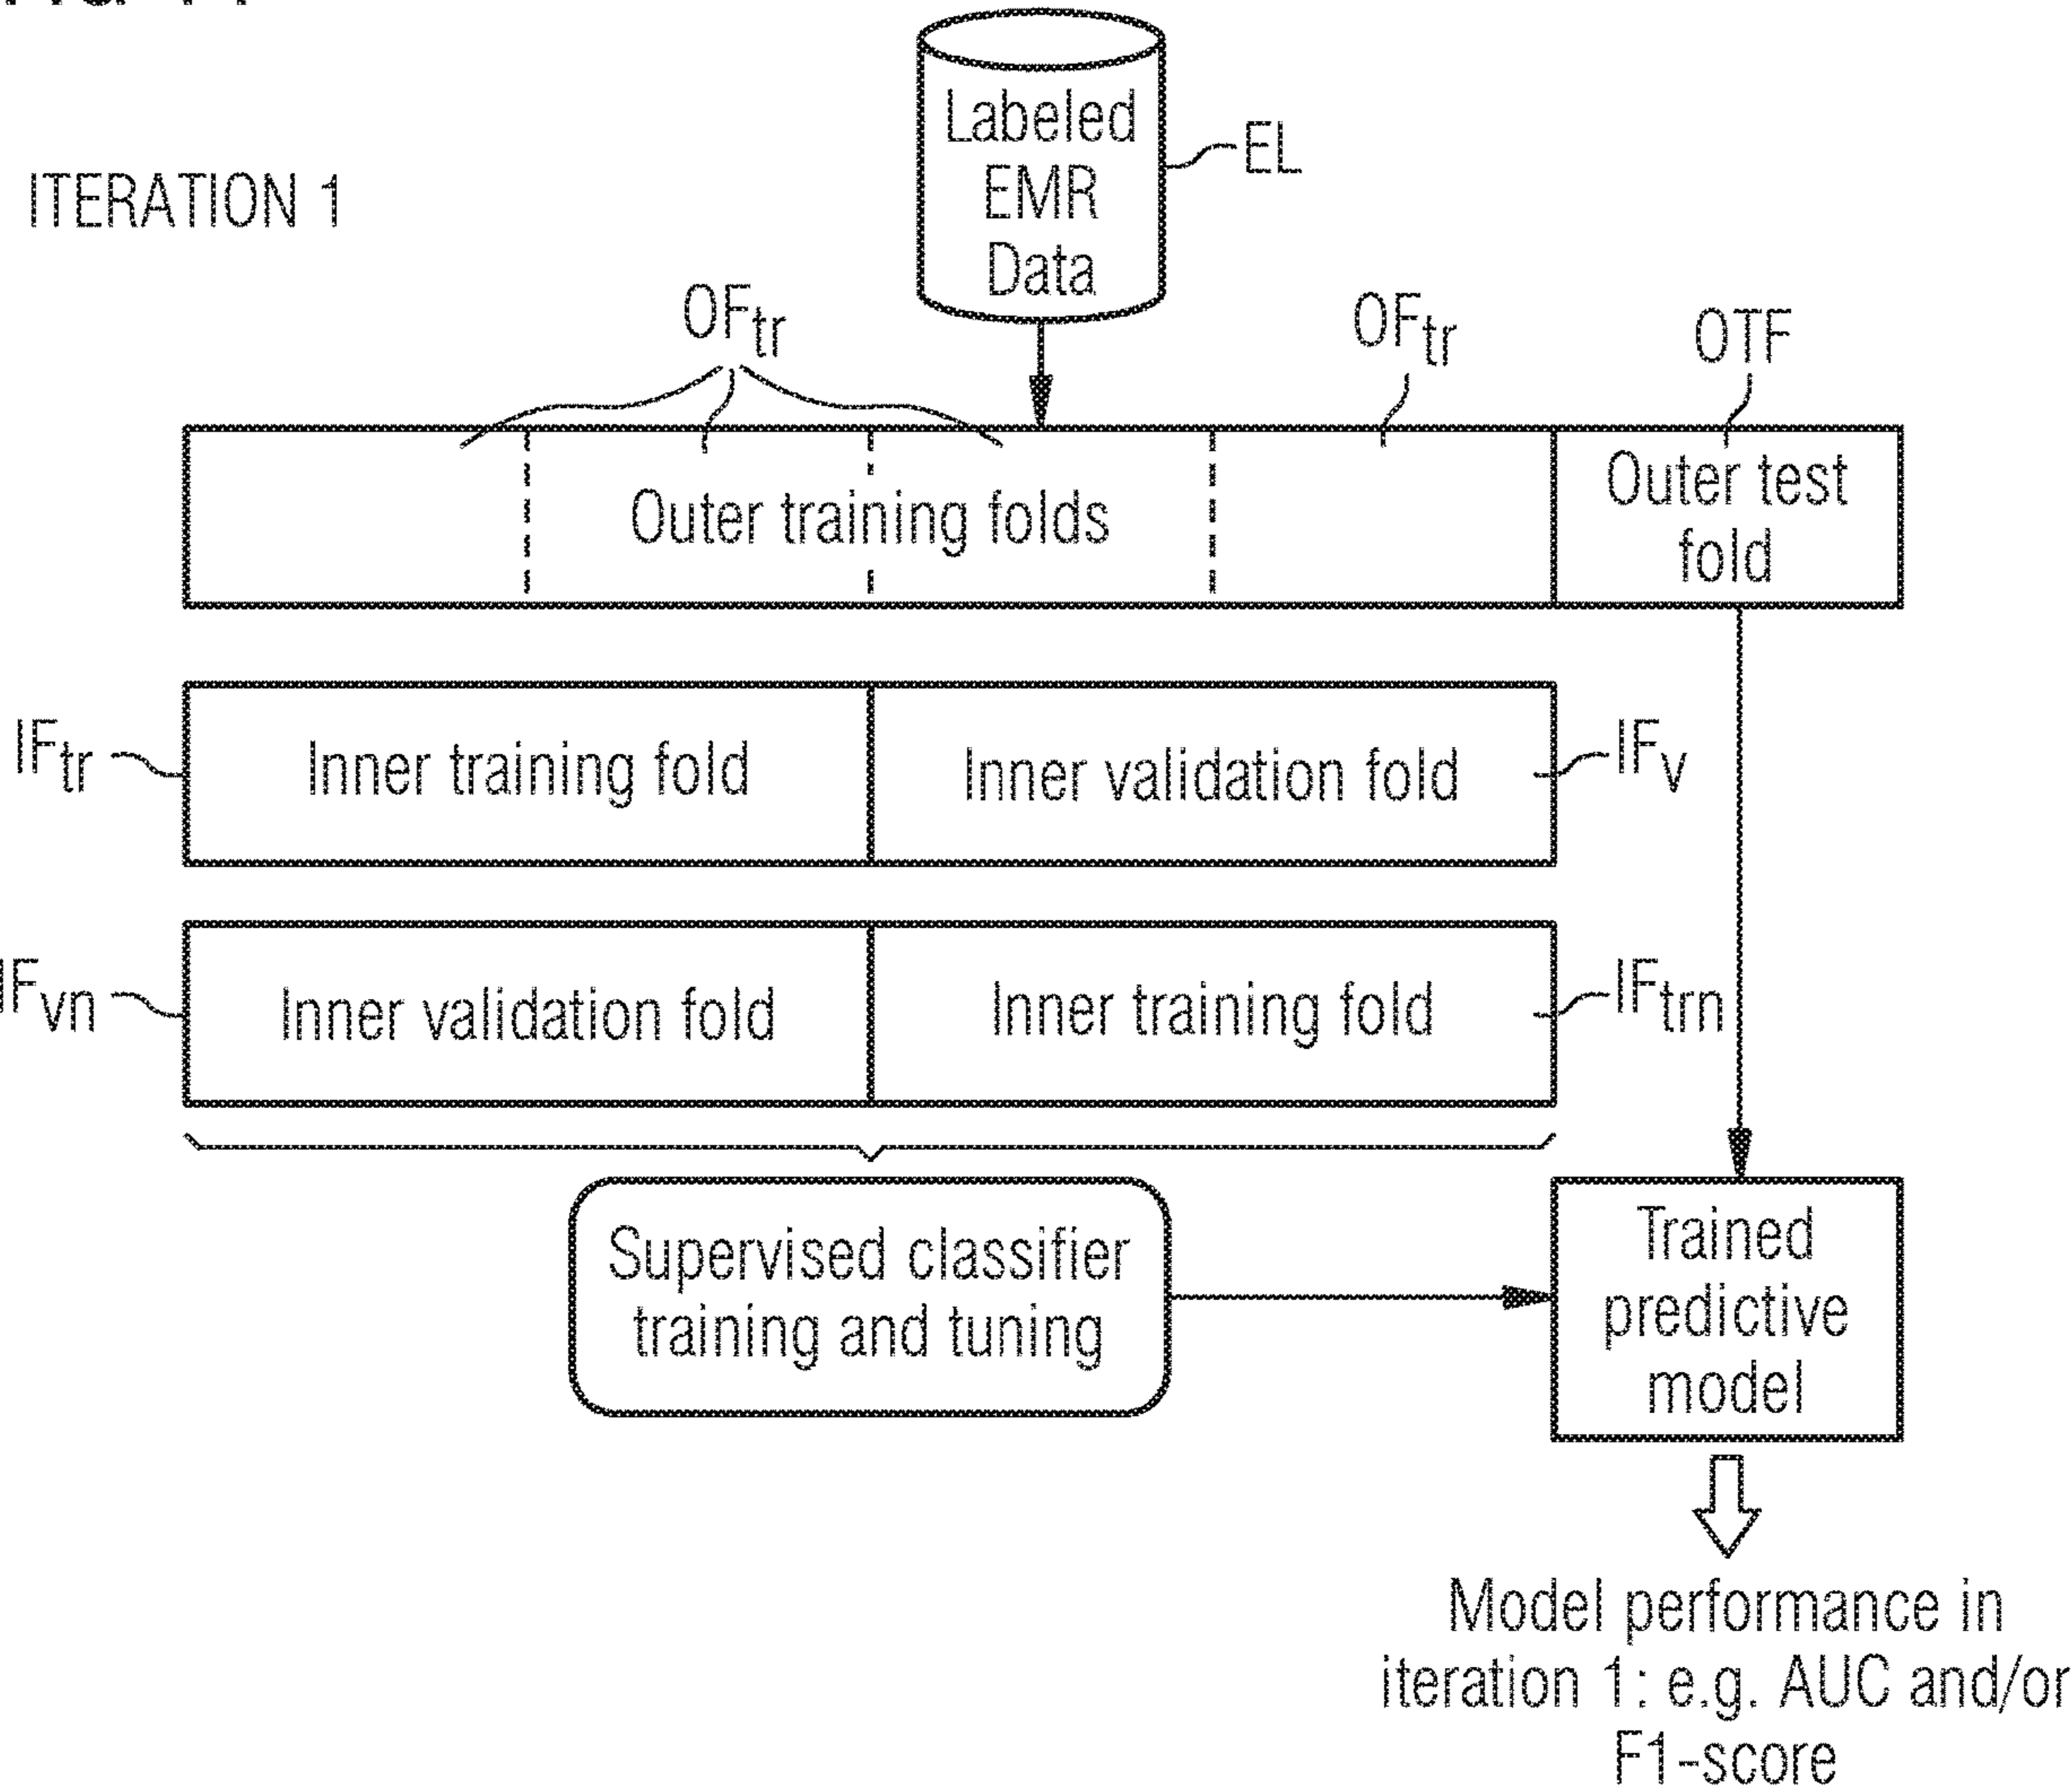 Labeled
EMR
Data
EL
ITERATION 1
OFtr
OFtr
OTF
Outer training folds
Outer test
fold
IFtr
Inner training fold
Inner validation fold
IFv
IFvn
Inner validation fold
Inner training fold
IFtrn
Supervised classifier
training and tuning
Trained
predictive
model
Model performance in
iteration 1: e.g. AUC and/or
F1-score